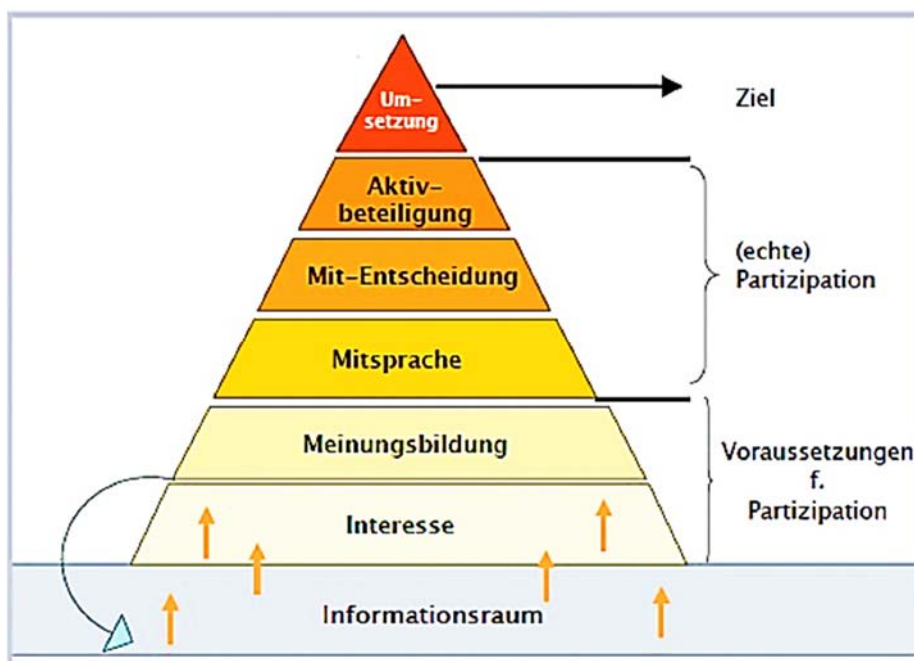 Um-
setzung
Ziel
Aktiv-
beteiligung
(echte)
Partizipation
Mit-Entscheidung
Mitsprache
Meinungsbildung
Voraussetzungen
f.
Partizipation
Interesse
Informationsraum